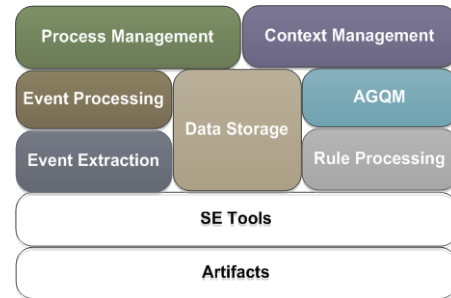 Process Management
Context Management
Event Processing
Data Storage
AGQM
Event Extraction
Rule Processing
SE Tools
Artifacts